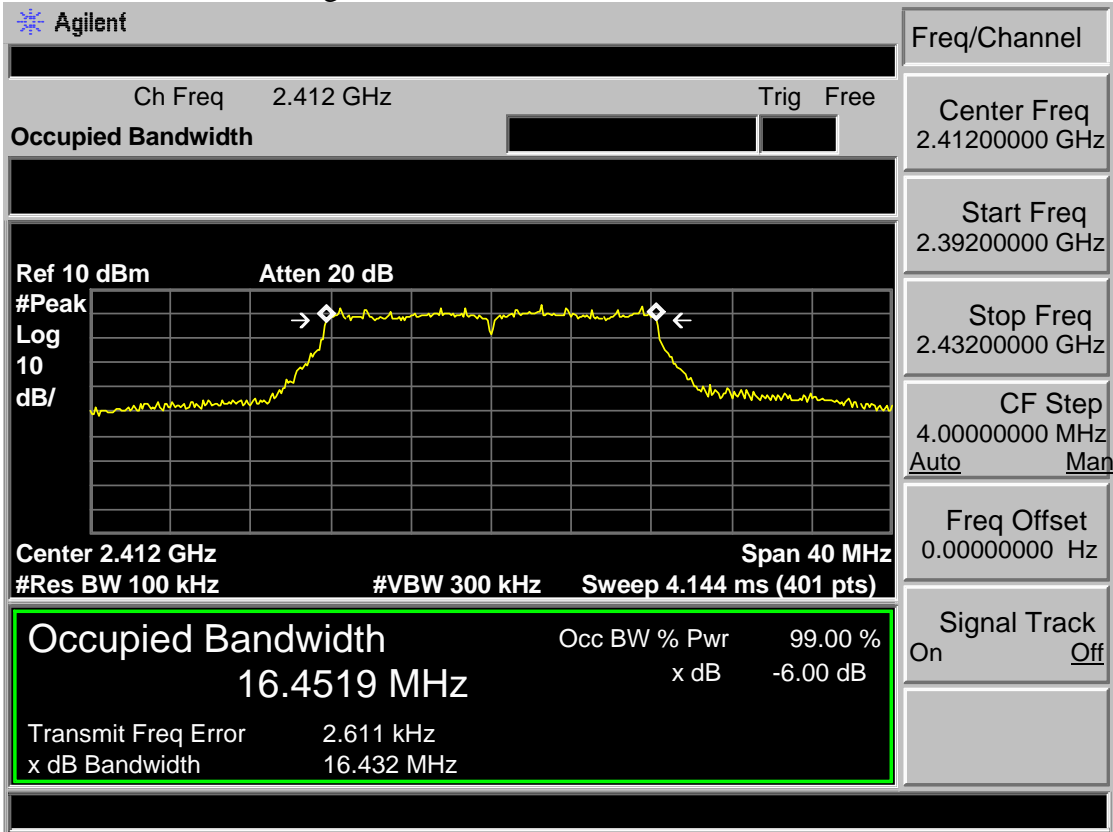 Agilent
Freq/Channel
Ch Freq 2.412 GHz Trig Free
Occupied Bandwidth
Center Freq
2.41200000 GHz
Start Freq
2.39200000 GHz
Stop Freq
2.43200000 GHz
CF Step
4.00000000 MHz
Auto Man
Freq Offset
0.00000000 Hz
Signal Track
On Off
Ref 10 dBm Atten 20 dB
#Peak
Log
10
dB/
Center 2.412 GHz Span 40 MHz
#Res BW 100 kHz #VBW 300 kHz Sweep 4.144 ms (401 pts)
Occupied Bandwidth Occ BW % Pwr 99.00 %
16.4519 MHz x dB -6.00 dB
Transmit Freq Error 2.611 kHz
x dB Bandwidth 16.432 MHz